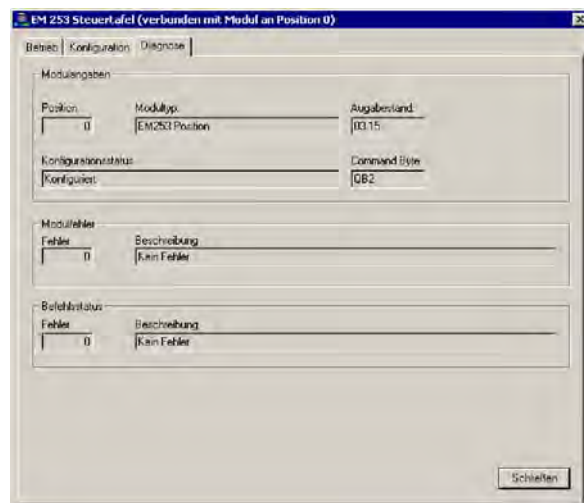 EM 253 Steuertafel (verbunden mit Modul an Position 0)
Betrieb Konfiguration Diagnose
Modulangaben
Position Modultyp Augabestand
0 EM253 Position 03.15
Konfigurationsstatus Command Byte
Konfiguriert QB2
Modulfehler
Fehler Beschreibung
0 Kein Fehler
Befehlsstatus
Fehler Beschreibung
0 Kein Fehler
Schließen